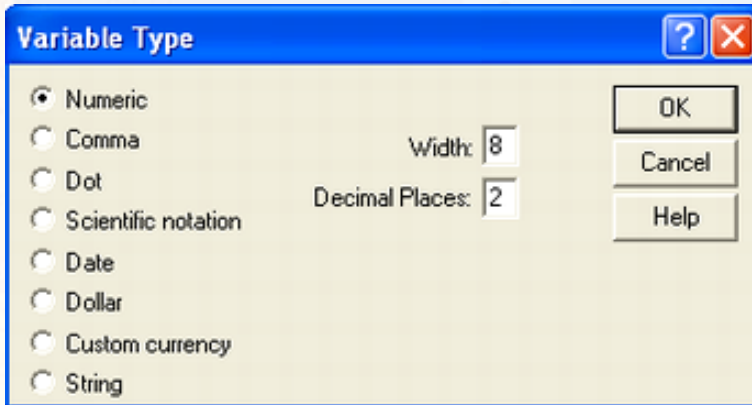 Variable Type
Numeric
Comma
Dot
Scientific notation
Date
Dollar
Custom currency
String
Width: 8
Decimal Places: 2
OK
Cancel
Help